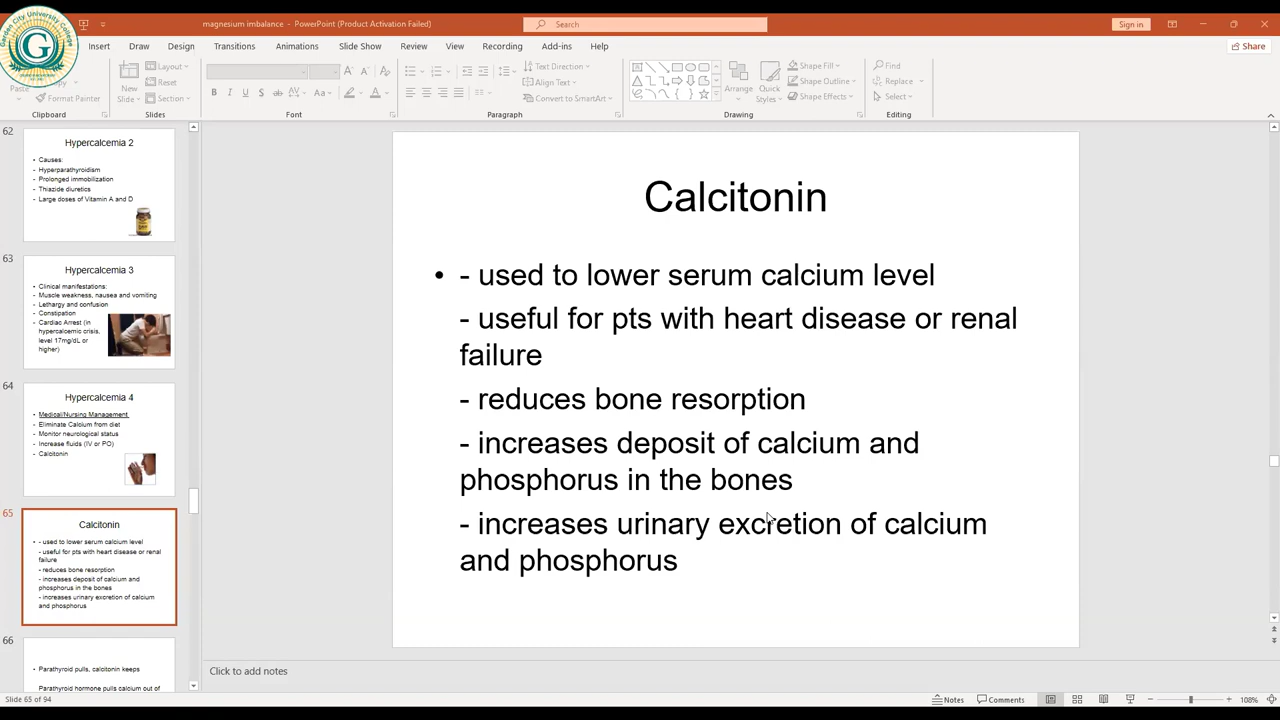 magnesium imbalance - PowerPoint (Product Activation Failed)
Search
Sign in
Garden City University College
G
Insert Draw Design Transitions Animations Slide Show Review View Recording Add-ins Help
Share
Paste
Format Painter
Clipboard
New Slide
Layout
Reset
Section
Slides
B I U S ab AV Aa A
Font
Text Direction
Align Text
Convert to SmartArt
Paragraph
Arrange
Quick Styles
Shape Fill
Shape Outline
Shape Effects
Drawing
Find
Replace
Select
Editing
62
Hypercalcemia 2
• Causes:
• Hyperparathyroidism
• Prolonged immobilization
• Thiazide diuretics
• Large doses of Vitamin A and D
63
Hypercalcemia 3
• Clinical manifestations:
• Muscle weakness, nausea and vomiting
• Lethargy and confusion
• Constipation
• Cardiac Arrest (in
hypercalcemic crisis,
level 17mg/dL or
higher)
64
Hypercalcemia 4
• Medical/Nursing Management
• Eliminate Calcium from diet
• Monitor neurological status
• Increase fluids (IV or PO)
• Calcitonin
65
Calcitonin
• - used to lower serum calcium level
- useful for pts with heart disease or renal
failure
- reduces bone resorption
- increases deposit of calcium and
phosphorus in the bones
- increases urinary excretion of calcium
and phosphorus
66
• Parathyroid pulls, calcitonin keeps
Parathyroid hormone pulls calcium out of
Calcitonin
• - used to lower serum calcium level
- useful for pts with heart disease or renal
failure
- reduces bone resorption
- increases deposit of calcium and
phosphorus in the bones
- increases urinary excretion of calcium
and phosphorus
Click to add notes
Slide 65 of 94
Notes
Comments
108%